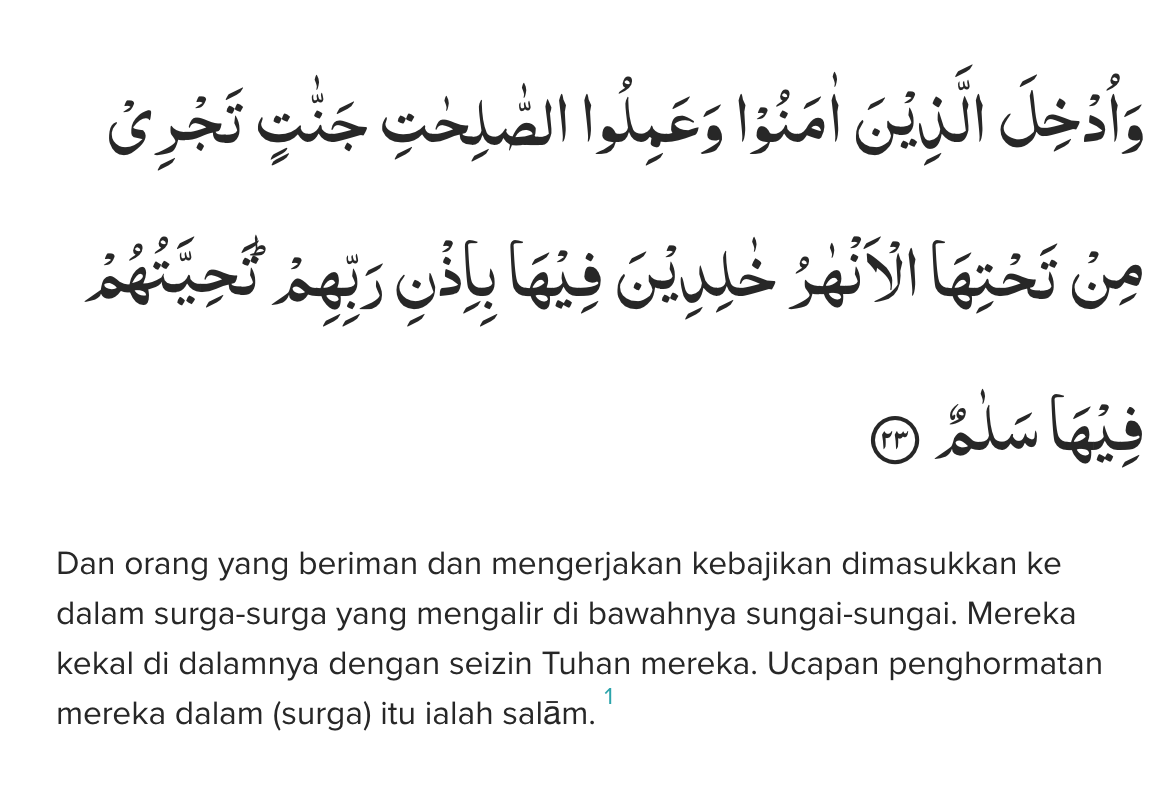 وَاُدْخِلَ الَّذِيْنَ اٰمَنُوْا وَعَمِلُوا الصّٰلِحٰتِ جَنّٰتٍ تَجْرِيْ
مِنْ تَحْتِهَا الْاَنْهٰرُ خٰلِدِيْنَ فِيْهَا بِاِذْنِ رَبِّهِمْ ۗتَحِيَّتُهُمْ
فِيْهَا سَلٰمٌ ٢٣
Dan orang yang beriman dan mengerjakan kebajikan dimasukkan ke
dalam surga-surga yang mengalir di bawahnya sungai-sungai. Mereka
kekal di dalamnya dengan seizin Tuhan mereka. Ucapan penghormatan
mereka dalam (surga) itu ialah salām. 1